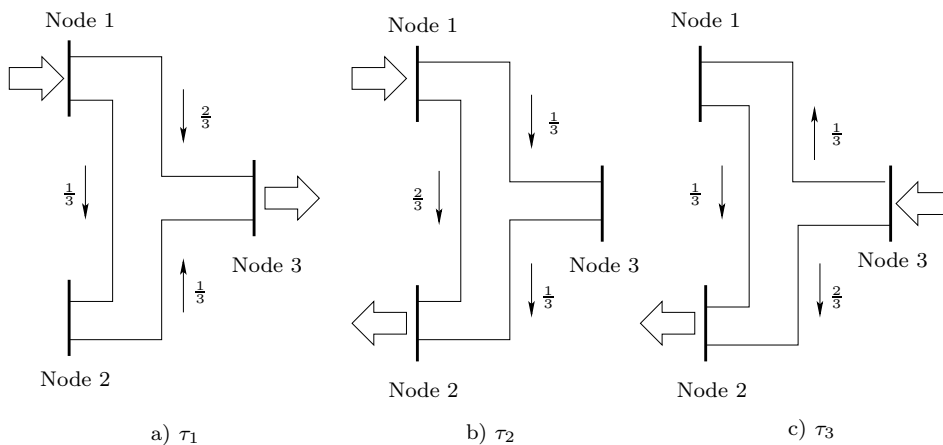 Node 1
2/3
1/3
Node 3
1/3
Node 2
a) τ₁
Node 1
1/3
2/3
Node 3
1/3
Node 2
b) τ₂
Node 1
1/3
1/3
Node 3
2/3
Node 2
c) τ₃